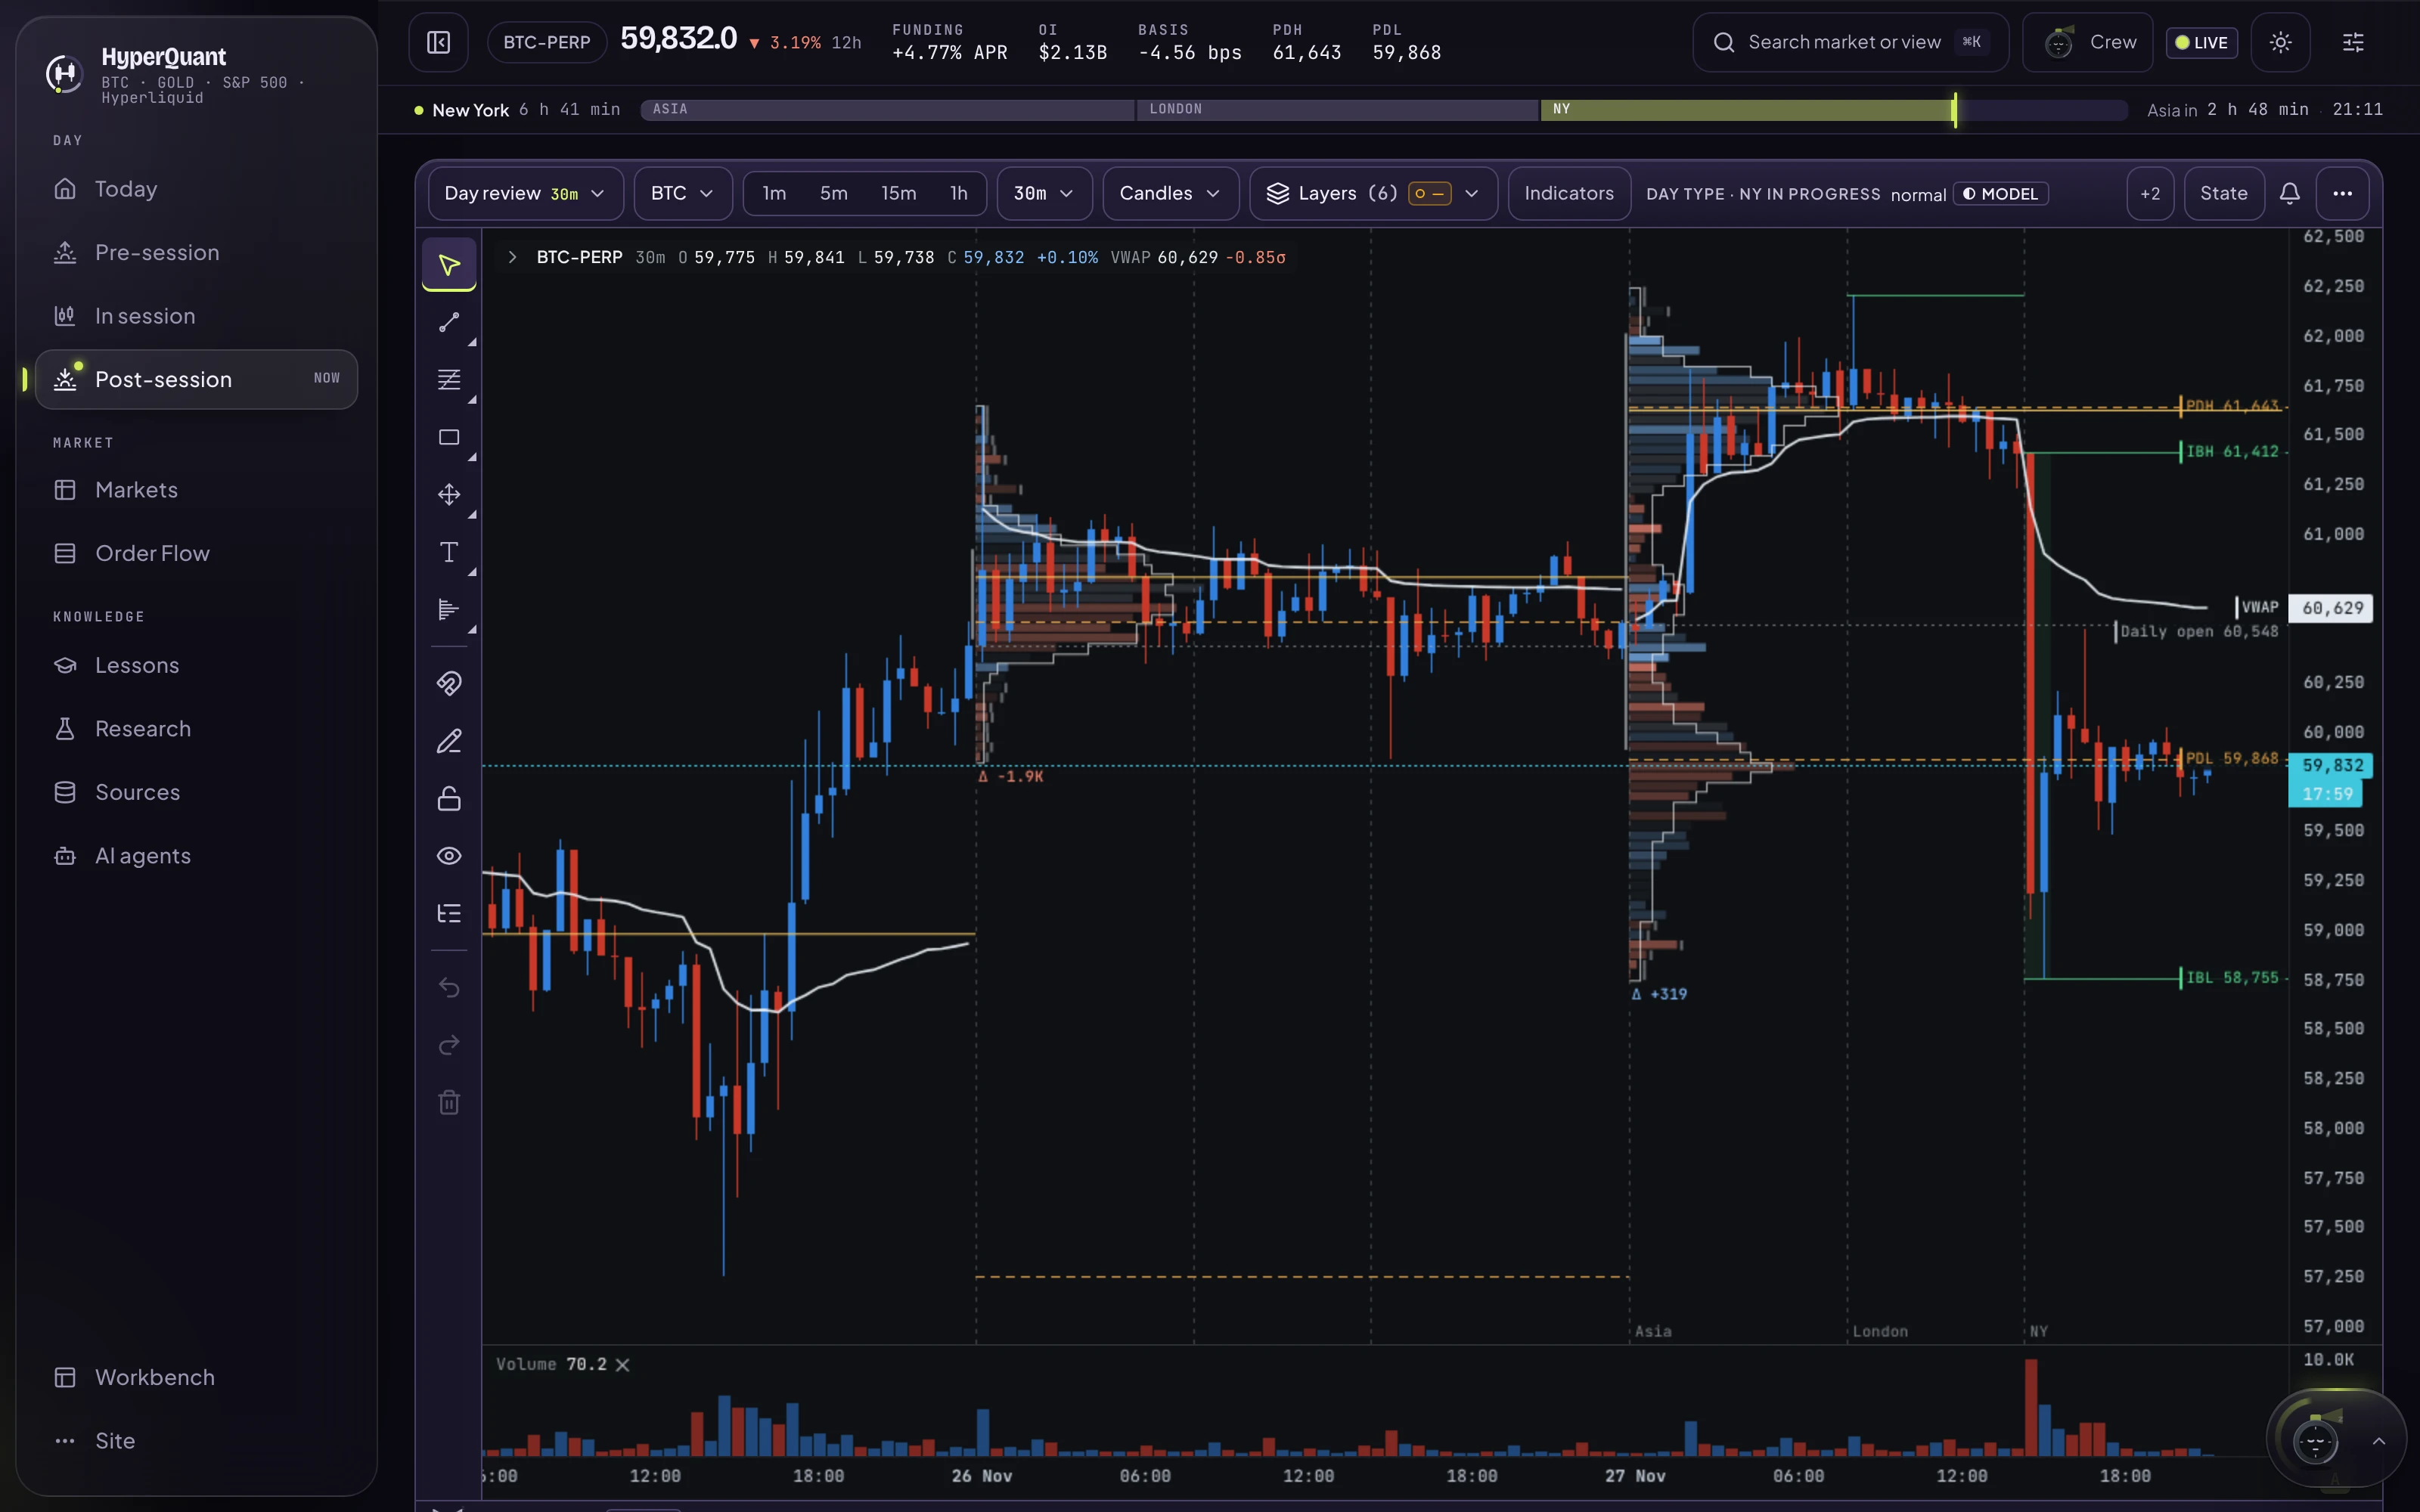 HyperQuant
BTC · GOLD · S&P 500 ·
Hyperliquid
DAY
Today
Pre-session
In session
Post-session NOW
MARKET
Markets
Order Flow
KNOWLEDGE
Lessons
Research
Sources
AI agents
Workbench
Site
BTC-PERP 59,832.0 ▼ 3.19% 12h
FUNDING OI BASIS PDH PDL
+4.77% APR $2.13B -4.56 bps 61,643 59,868
Search market or view ⌘K Crew LIVE
New York 6 h 41 min ASIA LONDON NY Asia in 2 h 48 min · 21:11
Day review 30m BTC 1m 5m 15m 1h 30m Candles Layers (6) Indicators DAY TYPE · NY IN PROGRESS normal MODEL +2 State
BTC-PERP 30m O 59,775 H 59,841 L 59,738 C 59,832 +0.10% VWAP 60,629 -0.85σ
62,500
62,250
62,000
61,750
PDH 61,643
61,500
IBH 61,412
61,250
61,000
VWAP 60,629
Daily open 60,548
60,250
60,000
PDL 59,868
59,832
17:59
Δ -1.9K
59,500
59,250
59,000
IBL 58,755 58,750
Δ +319
58,500
58,250
58,000
57,750
57,500
57,250
57,000
Asia London NY
Volume 70.2
10.0K
12:00 18:00 26 Nov 06:00 12:00 18:00 27 Nov 06:00 12:00 18:00